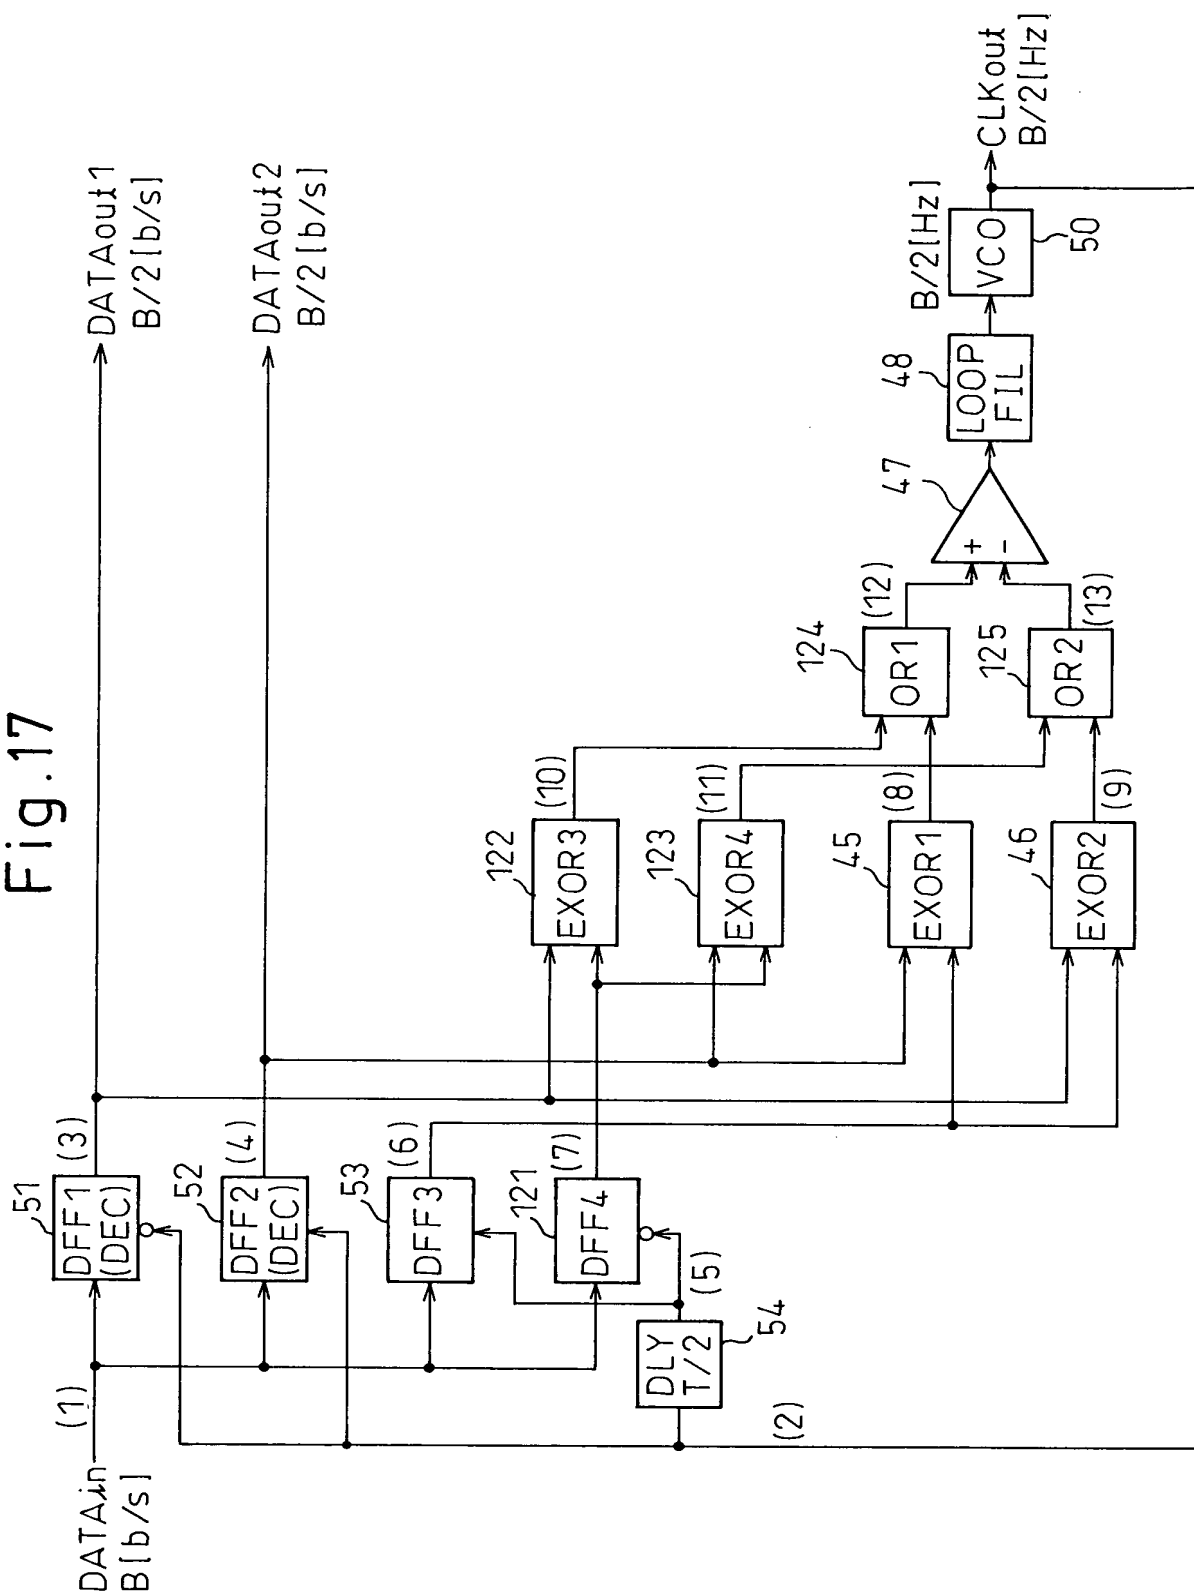 Fig.17
DATAin
B[b/s]
(1)
51
DFF1
(DEC)
(3)
DATAout1
B/2[b/s]
52
DFF2
(DEC)
(4)
DATAout2
B/2[b/s]
53
DFF3
(6)
121
DFF4
(7)
(5)
DLY
T/2
54
(2)
122
EXOR3
(10)
123
EXOR4
(11)
45
EXOR1
(8)
46
EXOR2
(9)
124
OR1
(12)
125
OR2
(13)
47
+
-
48
LOOP
FIL
B/2[Hz]
VCO
50
CLKout
B/2[Hz]